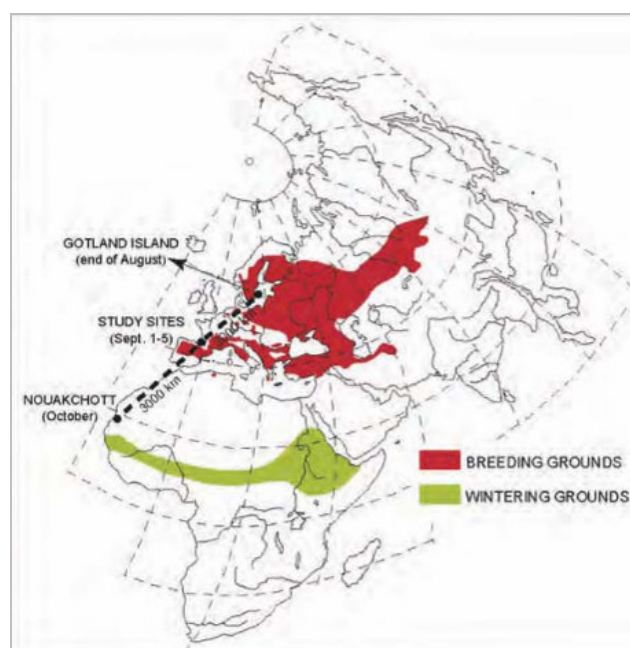 GOTLAND ISLAND
(end of August)
STUDY SITES
(Sept. 1-5)
3000 km
NOUAKCHOTT
(October)
BREEDING GROUNDS
WINTERING GROUNDS